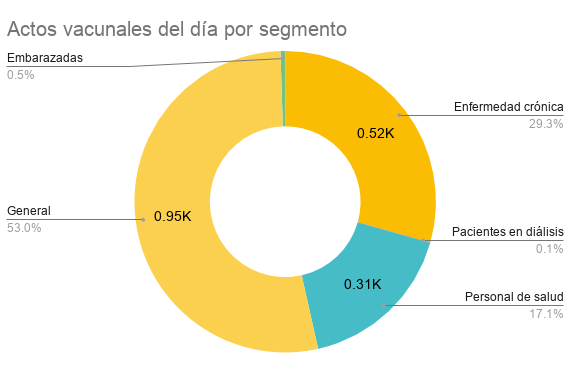 Actos vacunales del día por segmento
Embarazadas
0.5%
Enfermedad crónica
29.3%
0.52K
General
53.0%
0.95K
Pacientes en diálisis
0.1%
0.31K
Personal de salud
17.1%